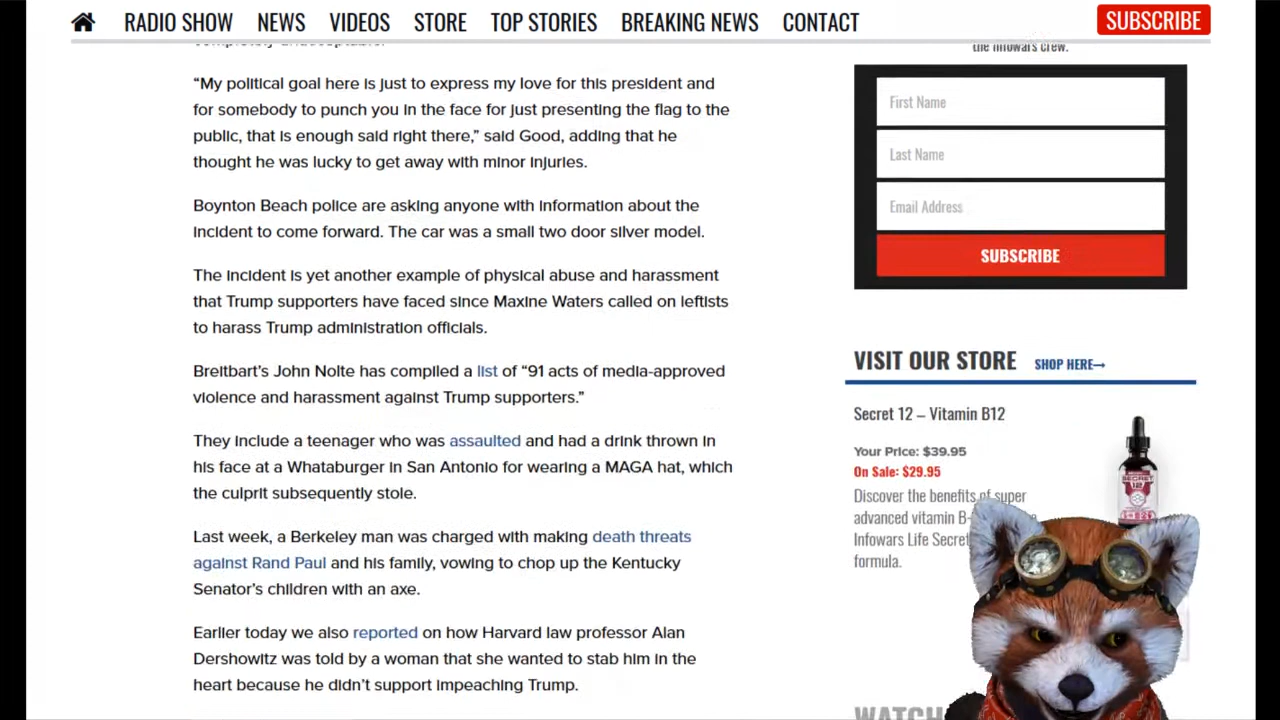 RADIO SHOW NEWS VIDEOS STORE TOP STORIES BREAKING NEWS CONTACT SUBSCRIBE
completely unacceptable.
“My political goal here is just to express my love for this president and
for somebody to punch you in the face for just presenting the flag to the
public, that is enough said right there,” said Good, adding that he
thought he was lucky to get away with minor injuries.
Boynton Beach police are asking anyone with information about the
incident to come forward. The car was a small two door silver model.
The incident is yet another example of physical abuse and harassment
that Trump supporters have faced since Maxine Waters called on leftists
to harass Trump administration officials.
Breitbart’s John Nolte has compiled a list of “91 acts of media-approved
violence and harassment against Trump supporters.”
They include a teenager who was assaulted and had a drink thrown in
his face at a Whataburger in San Antonio for wearing a MAGA hat, which
the culprit subsequently stole.
Last week, a Berkeley man was charged with making death threats
against Rand Paul and his family, vowing to chop up the Kentucky
Senator’s children with an axe.
Earlier today we also reported on how Harvard law professor Alan
Dershowitz was told by a woman that she wanted to stab him in the
heart because he didn’t support impeaching Trump.
the Infowars crew.
First Name
Last Name
Email Address
SUBSCRIBE
VISIT OUR STORE SHOP HERE→
Secret 12 – Vitamin B12
Your Price: $39.95
On Sale: $29.95
Discover the benefits of super
advanced vitamin B-
Infowars Life Secret
formula.
SECRET
12
WATCH